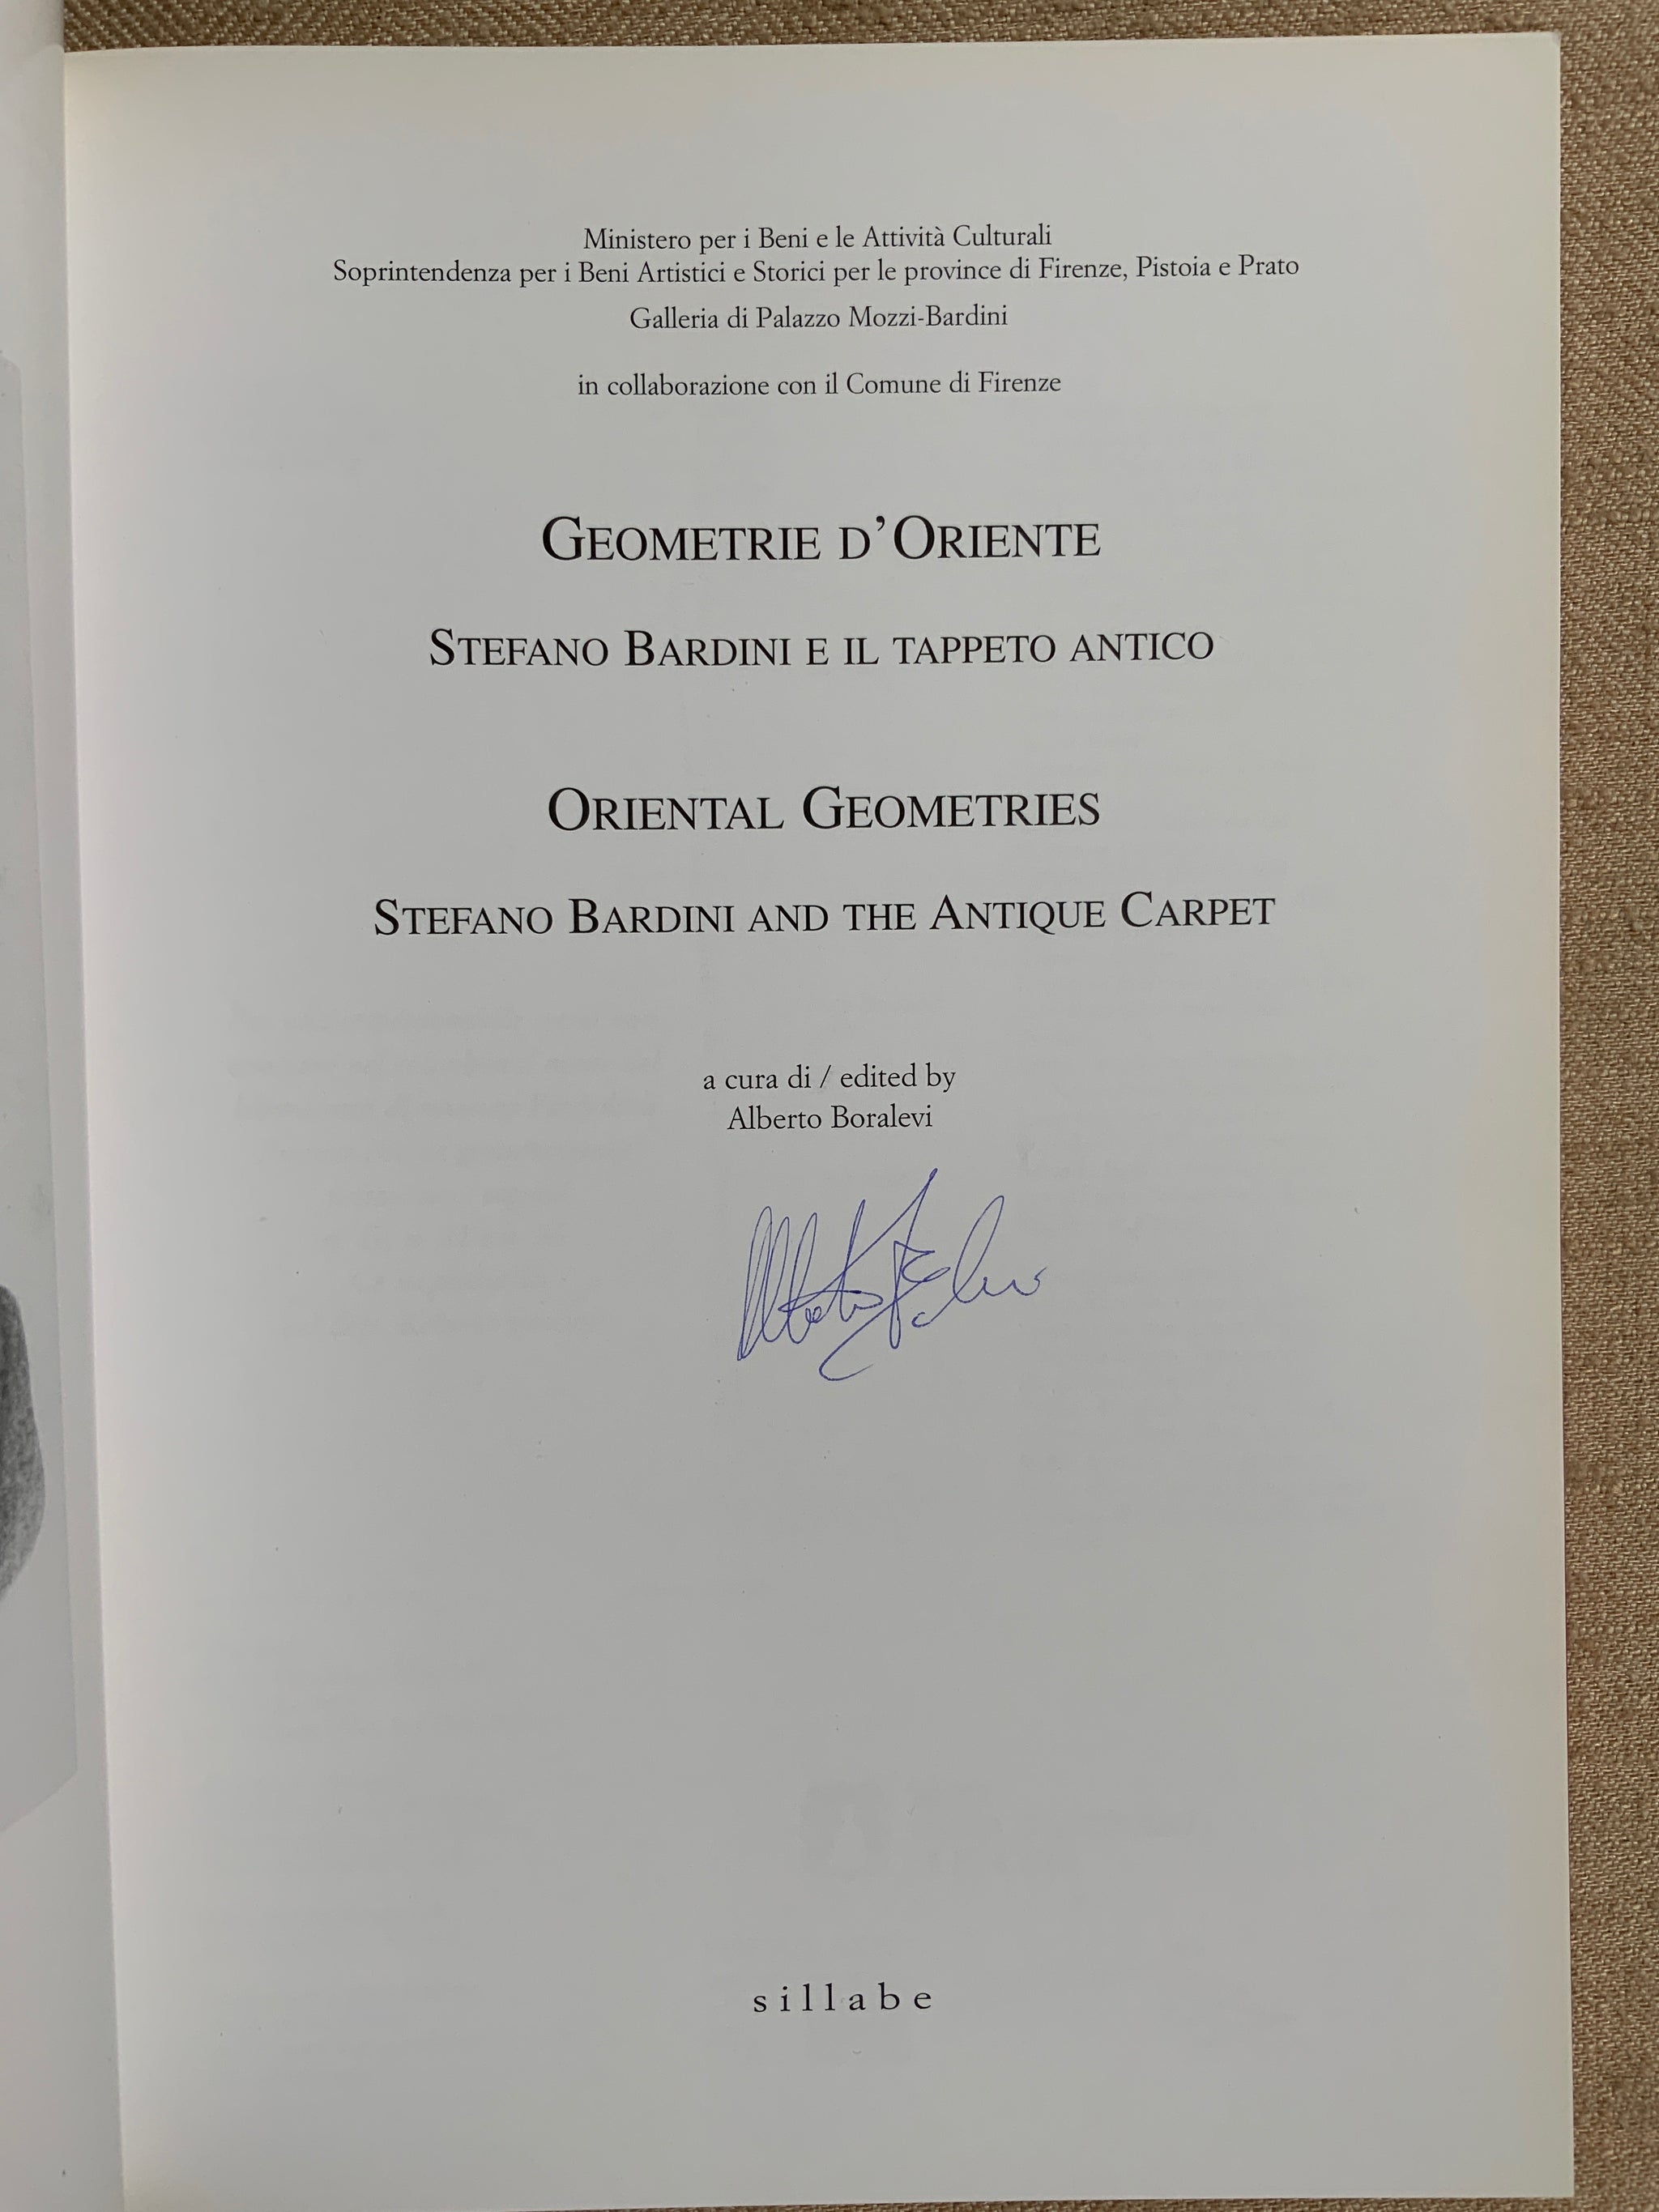 Ministero per i Beni e le Attività Culturali
Soprintendenza per i Beni Artistici e Storici per le province di Firenze, Pistoia e Prato
Galleria di Palazzo Mozzi-Bardini
in collaborazione con il Comune di Firenze
GEOMETRIE D'ORIENTE
STEFANO BARDINI E IL TAPPETO ANTICO
ORIENTAL GEOMETRIES
STEFANO BARDINI AND THE ANTIQUE CARPET
a cura di / edited by
Alberto Boralevi
sillabe